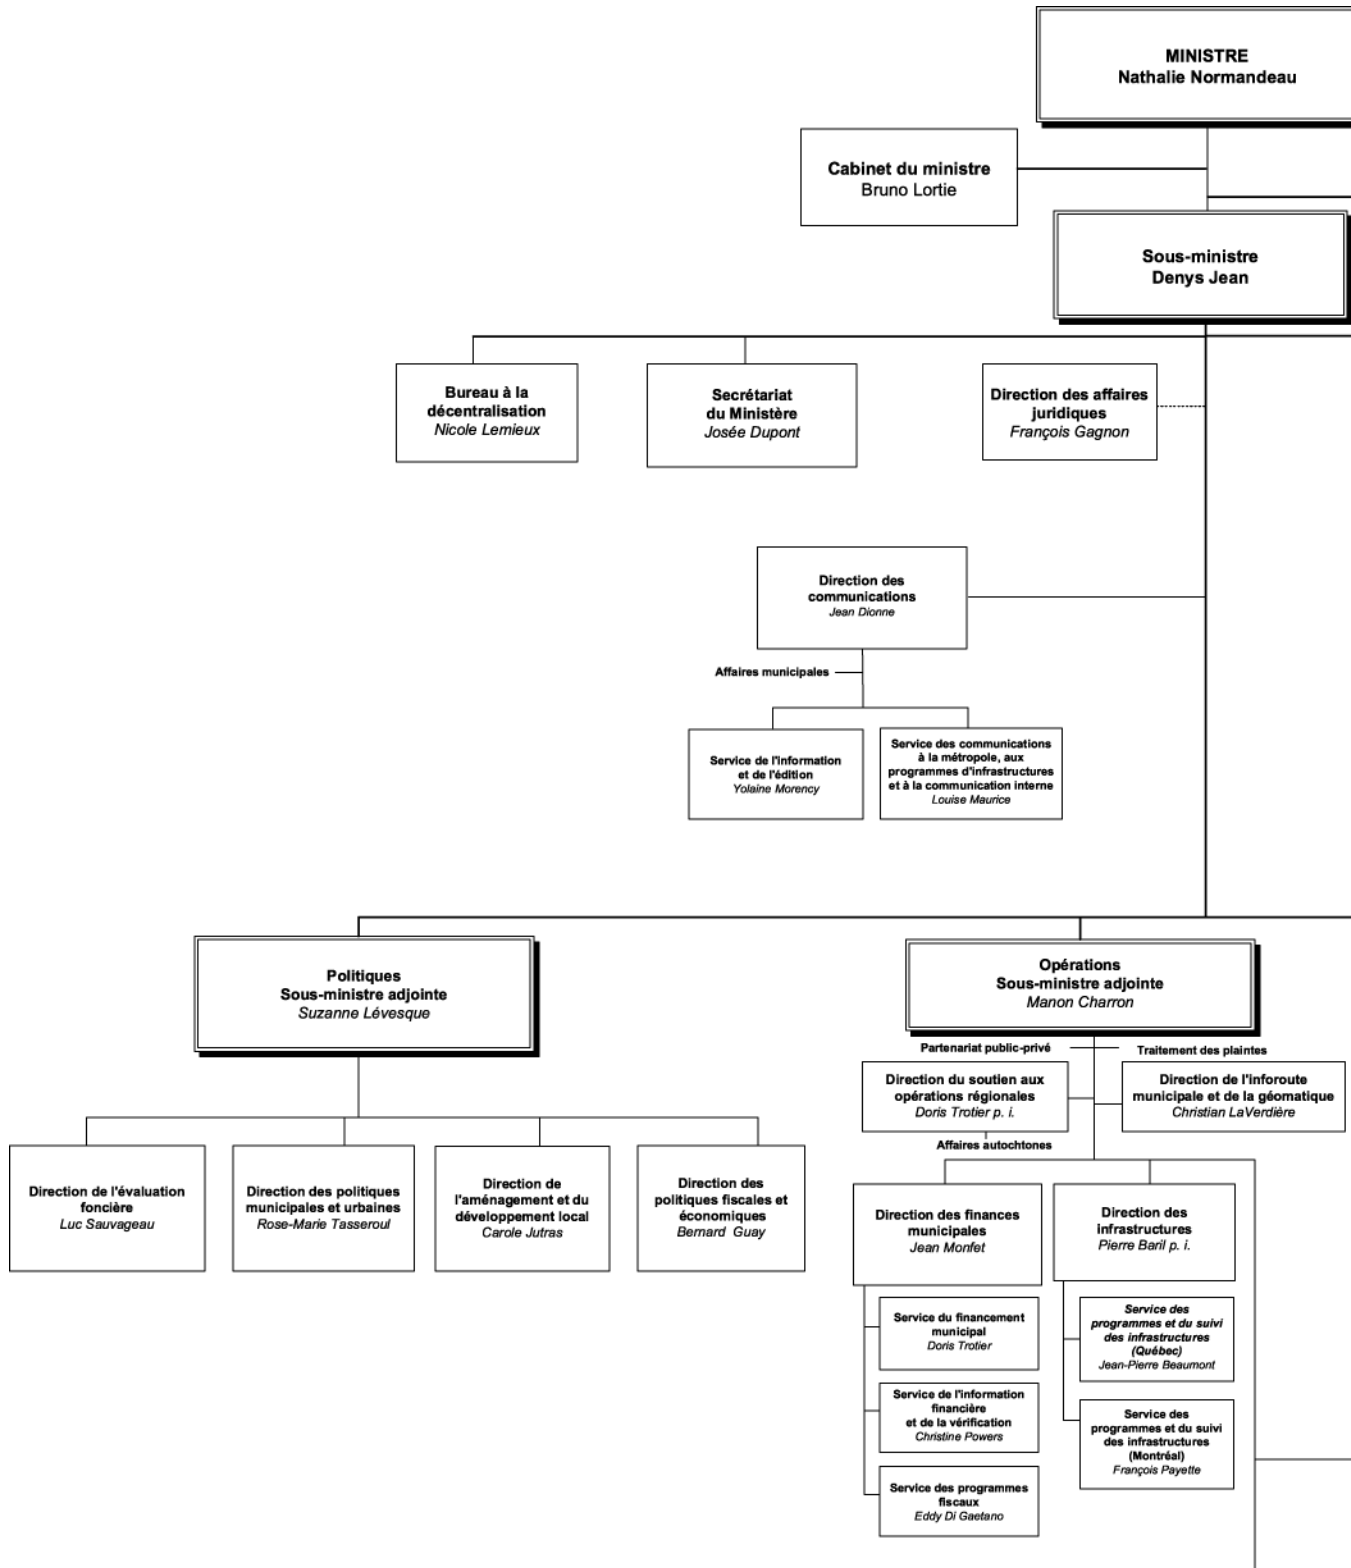 MINISTRE
Nathalie Normandeau
Cabinet du ministre
Bruno Lortie
Sous-ministre
Denys Jean
Bureau à la
décentralisation
Nicole Lemieux
Secrétariat
du Ministère
Josée Dupont
Direction des affaires
juridiques
François Gagnon
Direction des
communications
Jean Dionne
Affaires municipales
Service de l'information
et de l'édition
Yolaine Morency
Service des communications
à la métropole, aux
programmes d'infrastructures
et à la communication interne
Louise Maurice
Politiques
Sous-ministre adjointe
Suzanne Lévesque
Opérations
Sous-ministre adjointe
Manon Charron
Partenariat public-privé
Traitement des plaintes
Direction du soutien aux
opérations régionales
Doris Trotier p. i.
Direction de l'inforoute
municipale et de la géomatique
Christian LaVerdière
Affaires autochtones
Direction de l'évaluation
foncière
Luc Sauvageau
Direction des politiques
municipales et urbaines
Rose-Marie Tasseroul
Direction de
l'aménagement et du
développement local
Carole Jutras
Direction des
politiques fiscales et
économiques
Bernard Guay
Direction des finances
municipales
Jean Monfet
Direction des
infrastructures
Pierre Baril p. i.
Service du financement
municipal
Doris Trotier
Service des
programmes et du suivi
des infrastructures
(Québec)
Jean-Pierre Beaumont
Service de l'information
financière
et de la vérification
Christine Powers
Service des
programmes et du suivi
des infrastructures
(Montréal)
François Payette
Service des programmes
fiscaux
Eddy Di Gaetano